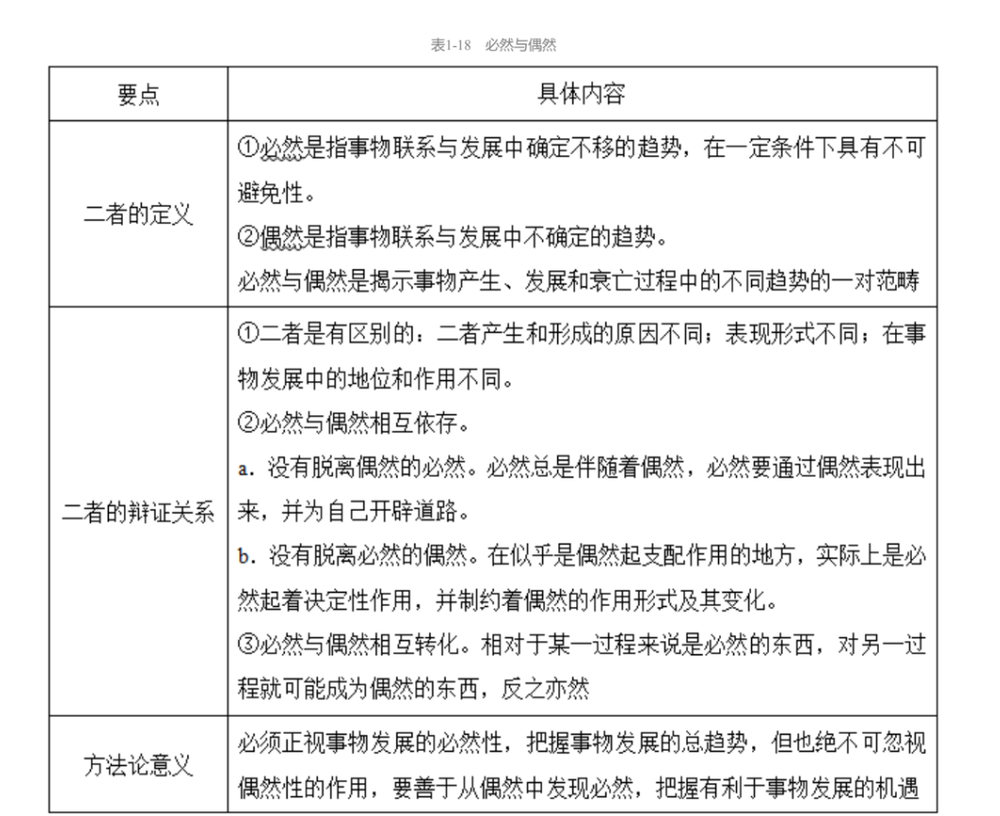 表1-18 必然与偶然
要点
具体内容
二者的定义
①必然是指事物联系与发展中确定不移的趋势，在一定条件下具有不可
避免性。
②偶然是指事物联系与发展中不确定的趋势。
必然与偶然是揭示事物产生、发展和衰亡过程中的不同趋势的一对范畴
二者的辩证关系
①二者是有区别的：二者产生和形成的原因不同；表现形式不同；在事
物发展中的地位和作用不同。
②必然与偶然相互依存。
a．没有脱离偶然的必然。必然总是伴随着偶然，必然要通过偶然表现出
来，并为自己开辟道路。
b．没有脱离必然的偶然。在似乎是偶然起支配作用的地方，实际上是必
然起着决定性作用，并制约着偶然的作用形式及其变化。
③必然与偶然相互转化。相对于某一过程来说是必然的东西，对另一过
程就可能成为偶然的东西，反之亦然
方法论意义
必须正视事物发展的必然性，把握事物发展的总趋势，但也绝不可忽视
偶然性的作用，要善于从偶然中发现必然，把握有利于事物发展的机遇